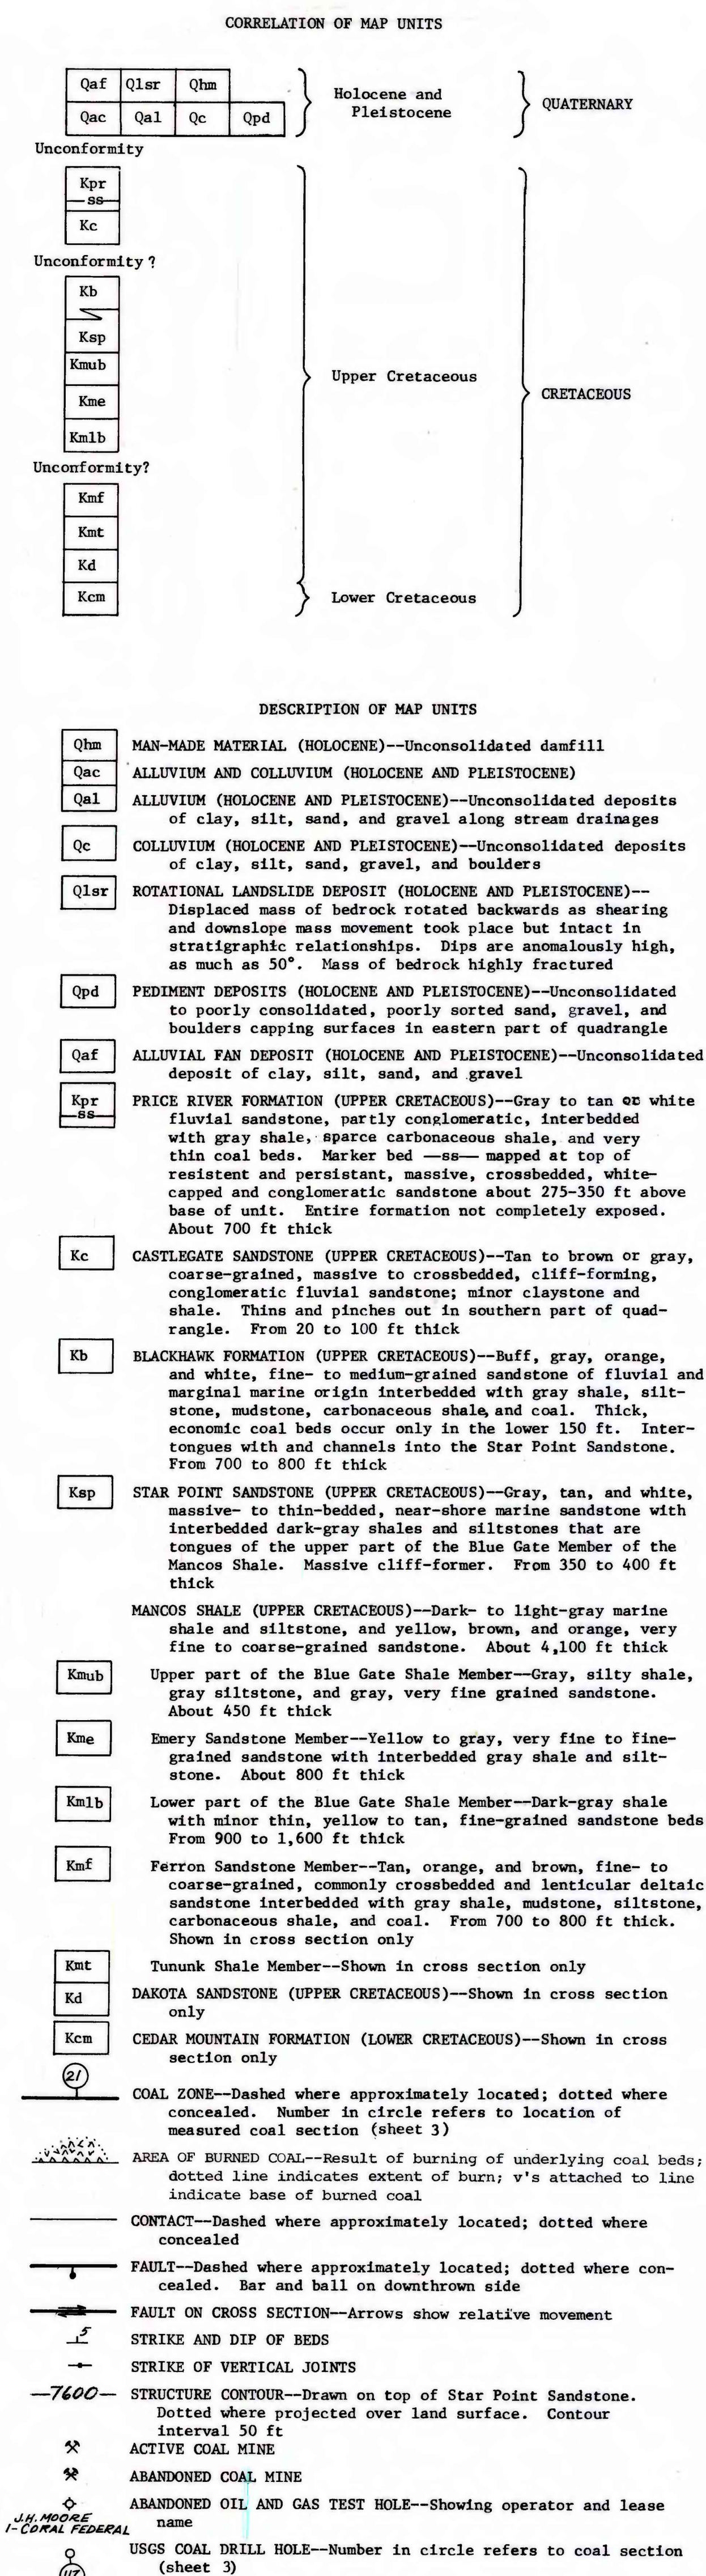 CORRELATION OF MAP UNITS
Qaf Qlsr Qhm
Holocene and
Pleistocene
QUATERNARY
Qac Qal Qc Qpd
Unconformity
Kpr
ss
Kc
Unconformity ?
Kb
Ksp
Kmub
Upper Cretaceous
Kme
CRETACEOUS
Kmlb
Unconformity?
Kmf
Kmt
Kd
Kcm
Lower Cretaceous
DESCRIPTION OF MAP UNITS
Qhm MAN-MADE MATERIAL (HOLOCENE)--Unconsolidated damfill
Qac ALLUVIUM AND COLLUVIUM (HOLOCENE AND PLEISTOCENE)
Qal ALLUVIUM (HOLOCENE AND PLEISTOCENE)--Unconsolidated deposits
of clay, silt, sand, and gravel along stream drainages
Qc COLLUVIUM (HOLOCENE AND PLEISTOCENE)--Unconsolidated deposits
of clay, silt, sand, gravel, and boulders
Qlsr ROTATIONAL LANDSLIDE DEPOSIT (HOLOCENE AND PLEISTOCENE)--
Displaced mass of bedrock rotated backwards as shearing
and downslope mass movement took place but intact in
stratigraphic relationships. Dips are anomalously high,
as much as 50°. Mass of bedrock highly fractured
Qpd PEDIMENT DEPOSITS (HOLOCENE AND PLEISTOCENE)--Unconsolidated
to poorly consolidated, poorly sorted sand, gravel, and
boulders capping surfaces in eastern part of quadrangle
Qaf ALLUVIAL FAN DEPOSIT (HOLOCENE AND PLEISTOCENE)--Unconsolidated
deposit of clay, silt, sand, and gravel
Kpr PRICE RIVER FORMATION (UPPER CRETACEOUS)--Gray to tan or white
ss fluvial sandstone, partly conglomeratic, interbedded
with gray shale, sparce carbonaceous shale, and very
thin coal beds. Marker bed —ss— mapped at top of
resistent and persistant, massive, crossbedded, white-
capped and conglomeratic sandstone about 275-350 ft above
base of unit. Entire formation not completely exposed.
About 700 ft thick
Kc CASTLEGATE SANDSTONE (UPPER CRETACEOUS)--Tan to brown or gray,
coarse-grained, massive to crossbedded, cliff-forming,
conglomeratic fluvial sandstone; minor claystone and
shale. Thins and pinches out in southern part of quad-
rangle. From 20 to 100 ft thick
Kb BLACKHAWK FORMATION (UPPER CRETACEOUS)--Buff, gray, orange,
and white, fine- to medium-grained sandstone of fluvial and
marginal marine origin interbedded with gray shale, silt-
stone, mudstone, carbonaceous shale, and coal. Thick,
economic coal beds occur only in the lower 150 ft. Inter-
tongues with and channels into the Star Point Sandstone.
From 700 to 800 ft thick
Ksp STAR POINT SANDSTONE (UPPER CRETACEOUS)--Gray, tan, and white,
massive- to thin-bedded, near-shore marine sandstone with
interbedded dark-gray shales and siltstones that are
tongues of the upper part of the Blue Gate Member of the
Mancos Shale. Massive cliff-former. From 350 to 400 ft
thick
MANCOS SHALE (UPPER CRETACEOUS)--Dark- to light-gray marine
shale and siltstone, and yellow, brown, and orange, very
fine to coarse-grained sandstone. About 4,100 ft thick
Kmub Upper part of the Blue Gate Shale Member--Gray, silty shale,
gray siltstone, and gray, very fine grained sandstone.
About 450 ft thick
Kme Emery Sandstone Member--Yellow to gray, very fine to fine-
grained sandstone with interbedded gray shale and silt-
stone. About 800 ft thick
Kmlb Lower part of the Blue Gate Shale Member--Dark-gray shale
with minor thin, yellow to tan, fine-grained sandstone beds
From 900 to 1,600 ft thick
Kmf Ferron Sandstone Member--Tan, orange, and brown, fine- to
coarse-grained, commonly crossbedded and lenticular deltaic
sandstone interbedded with gray shale, mudstone, siltstone,
carbonaceous shale, and coal. From 700 to 800 ft thick.
Shown in cross section only
Kmt Tununk Shale Member--Shown in cross section only
Kd DAKOTA SANDSTONE (UPPER CRETACEOUS)--Shown in cross section
only
Kcm CEDAR MOUNTAIN FORMATION (LOWER CRETACEOUS)--Shown in cross
section only
21 COAL ZONE--Dashed where approximately located; dotted where
concealed. Number in circle refers to location of
measured coal section (sheet 3)
AREA OF BURNED COAL--Result of burning of underlying coal beds;
dotted line indicates extent of burn; v's attached to line
indicate base of burned coal
CONTACT--Dashed where approximately located; dotted where
concealed
FAULT--Dashed where approximately located; dotted where con-
cealed. Bar and ball on downthrown side
FAULT ON CROSS SECTION--Arrows show relative movement
5 STRIKE AND DIP OF BEDS
STRIKE OF VERTICAL JOINTS
—7600— STRUCTURE CONTOUR--Drawn on top of Star Point Sandstone.
Dotted where projected over land surface. Contour
interval 50 ft
ACTIVE COAL MINE
ABANDONED COAL MINE
ABANDONED OIL AND GAS TEST HOLE--Showing operator and lease
name
J.H. MOORE
1-CORAL FEDERAL
USGS COAL DRILL HOLE--Number in circle refers to coal section
(sheet 3)